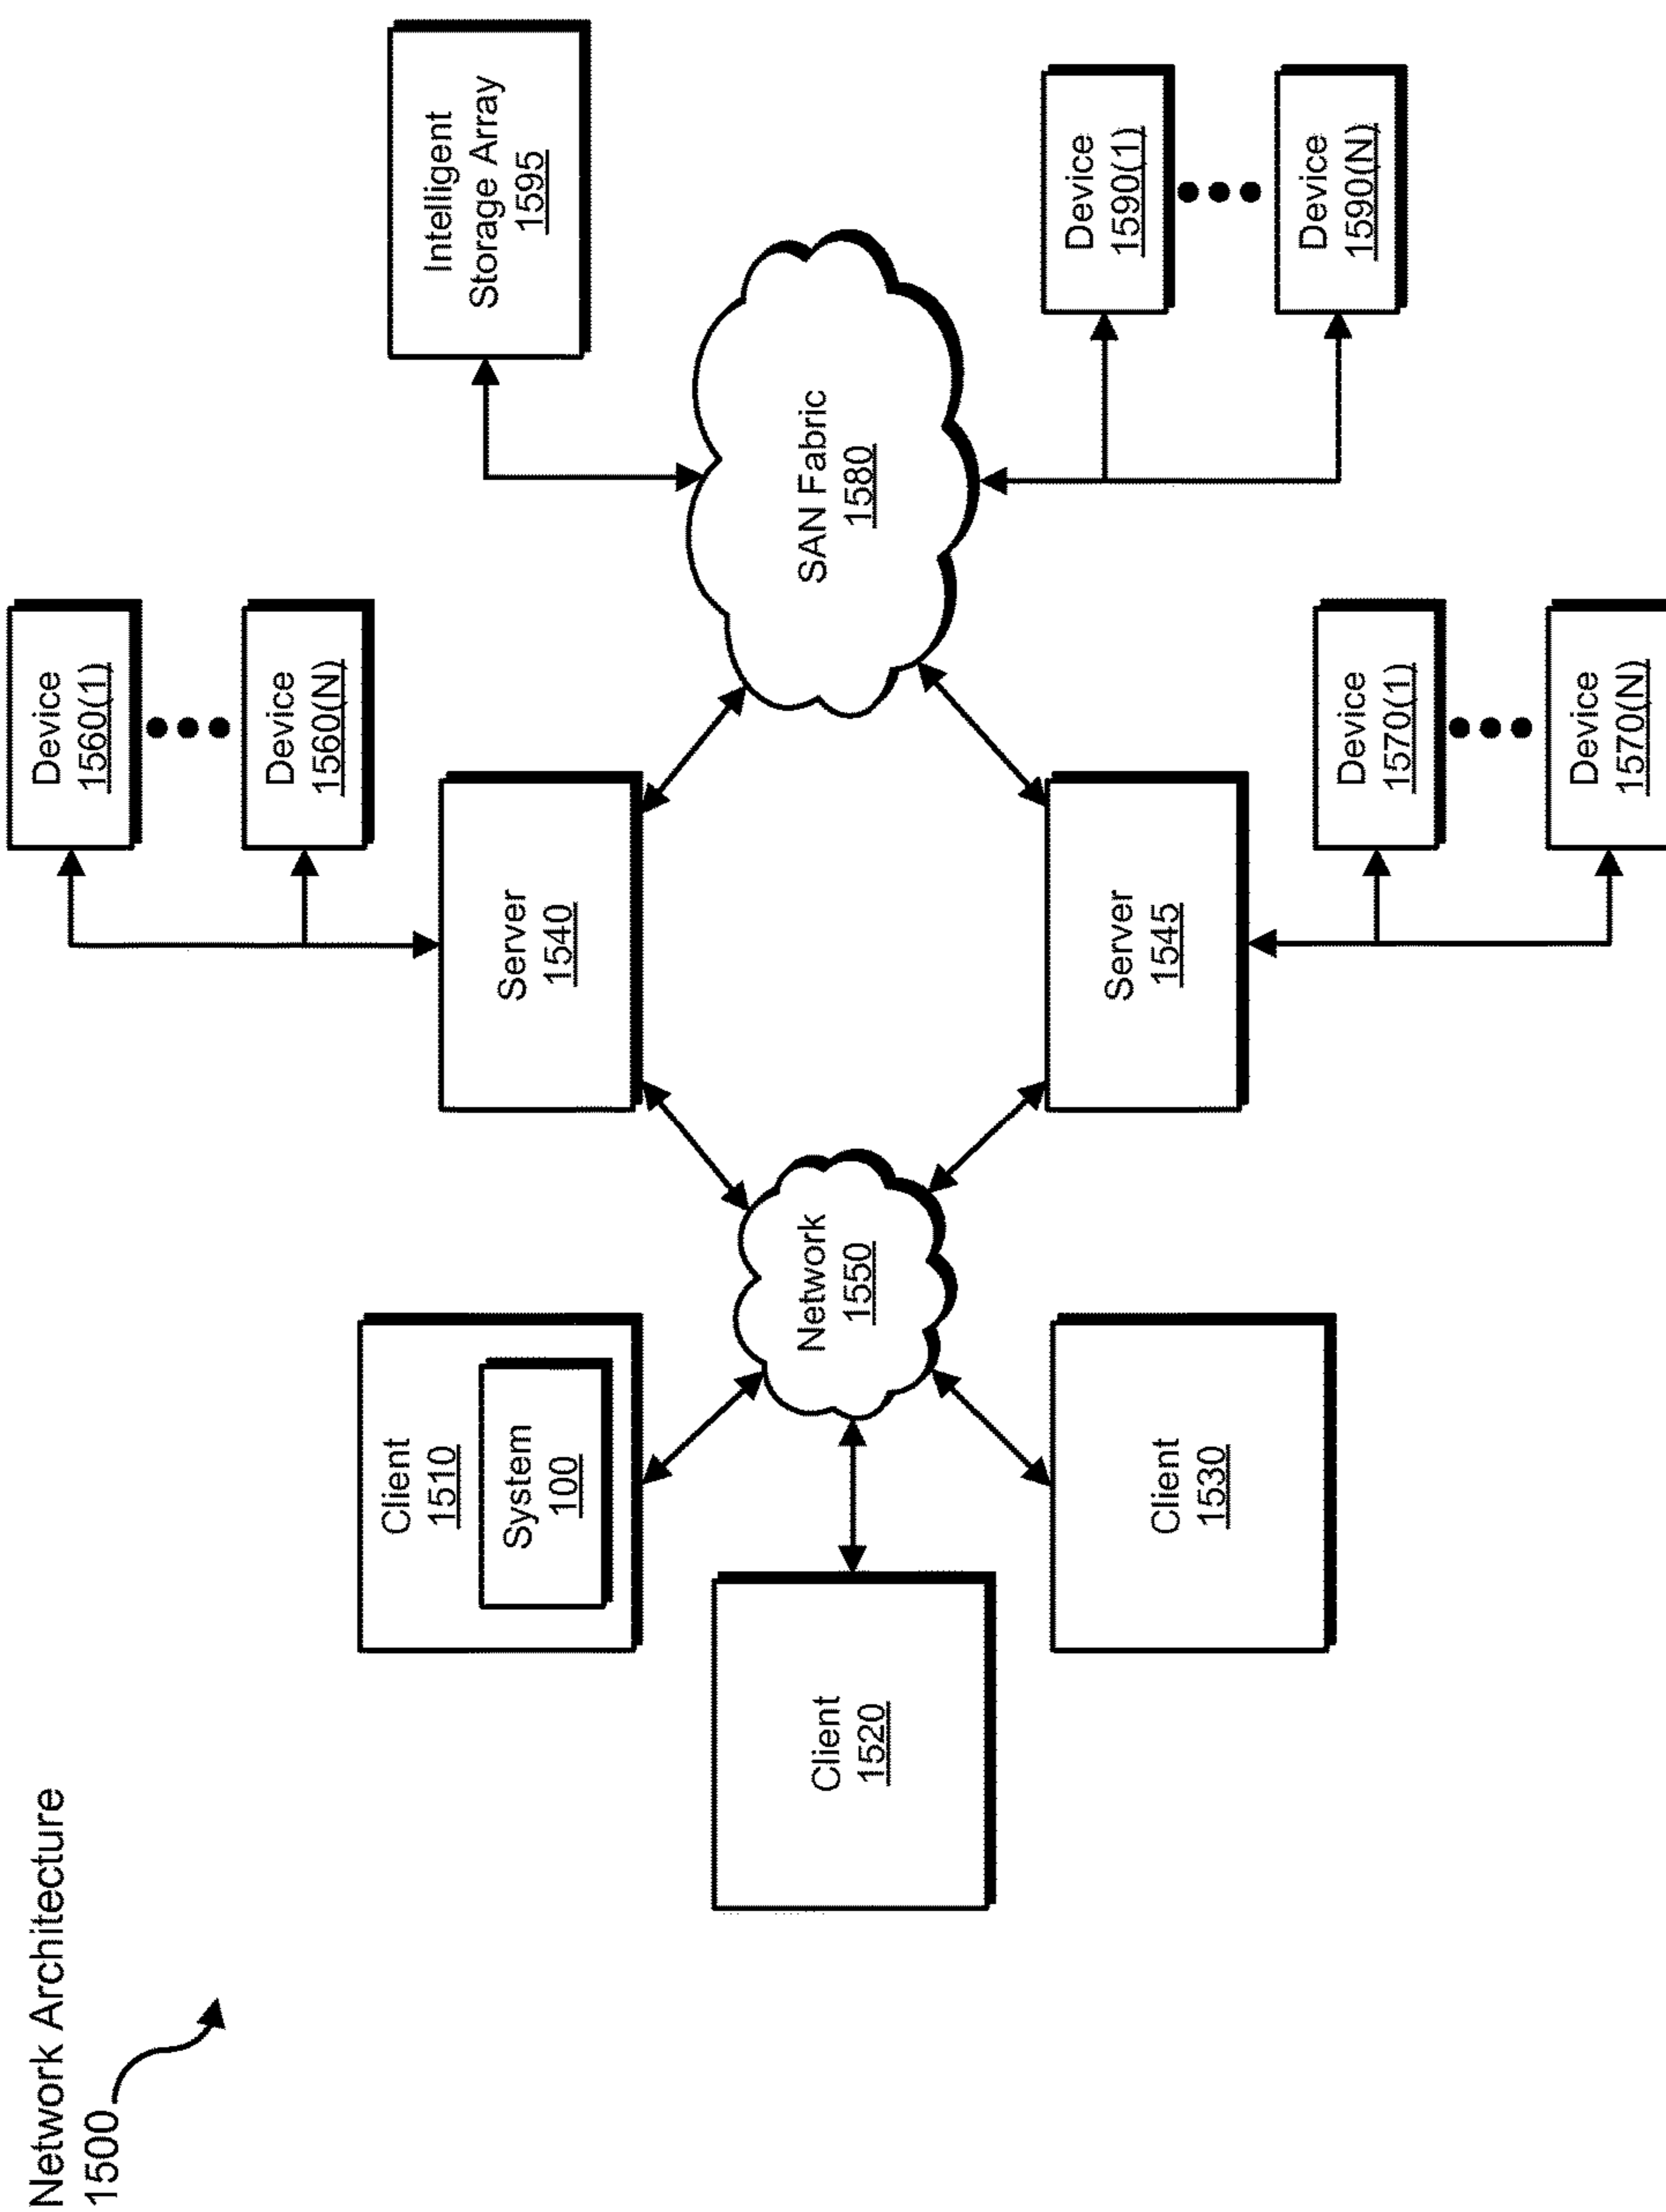 Network Architecture
1500
Device
1560(1)
Device
1560(N)
Intelligent
Storage Array
1595
Client
1510
System
100
Server
1540
Client
1520
Network
1550
SAN Fabric
1580
Client
1530
Server
1545
Device
1590(1)
Device
1590(N)
Device
1570(1)
Device
1570(N)